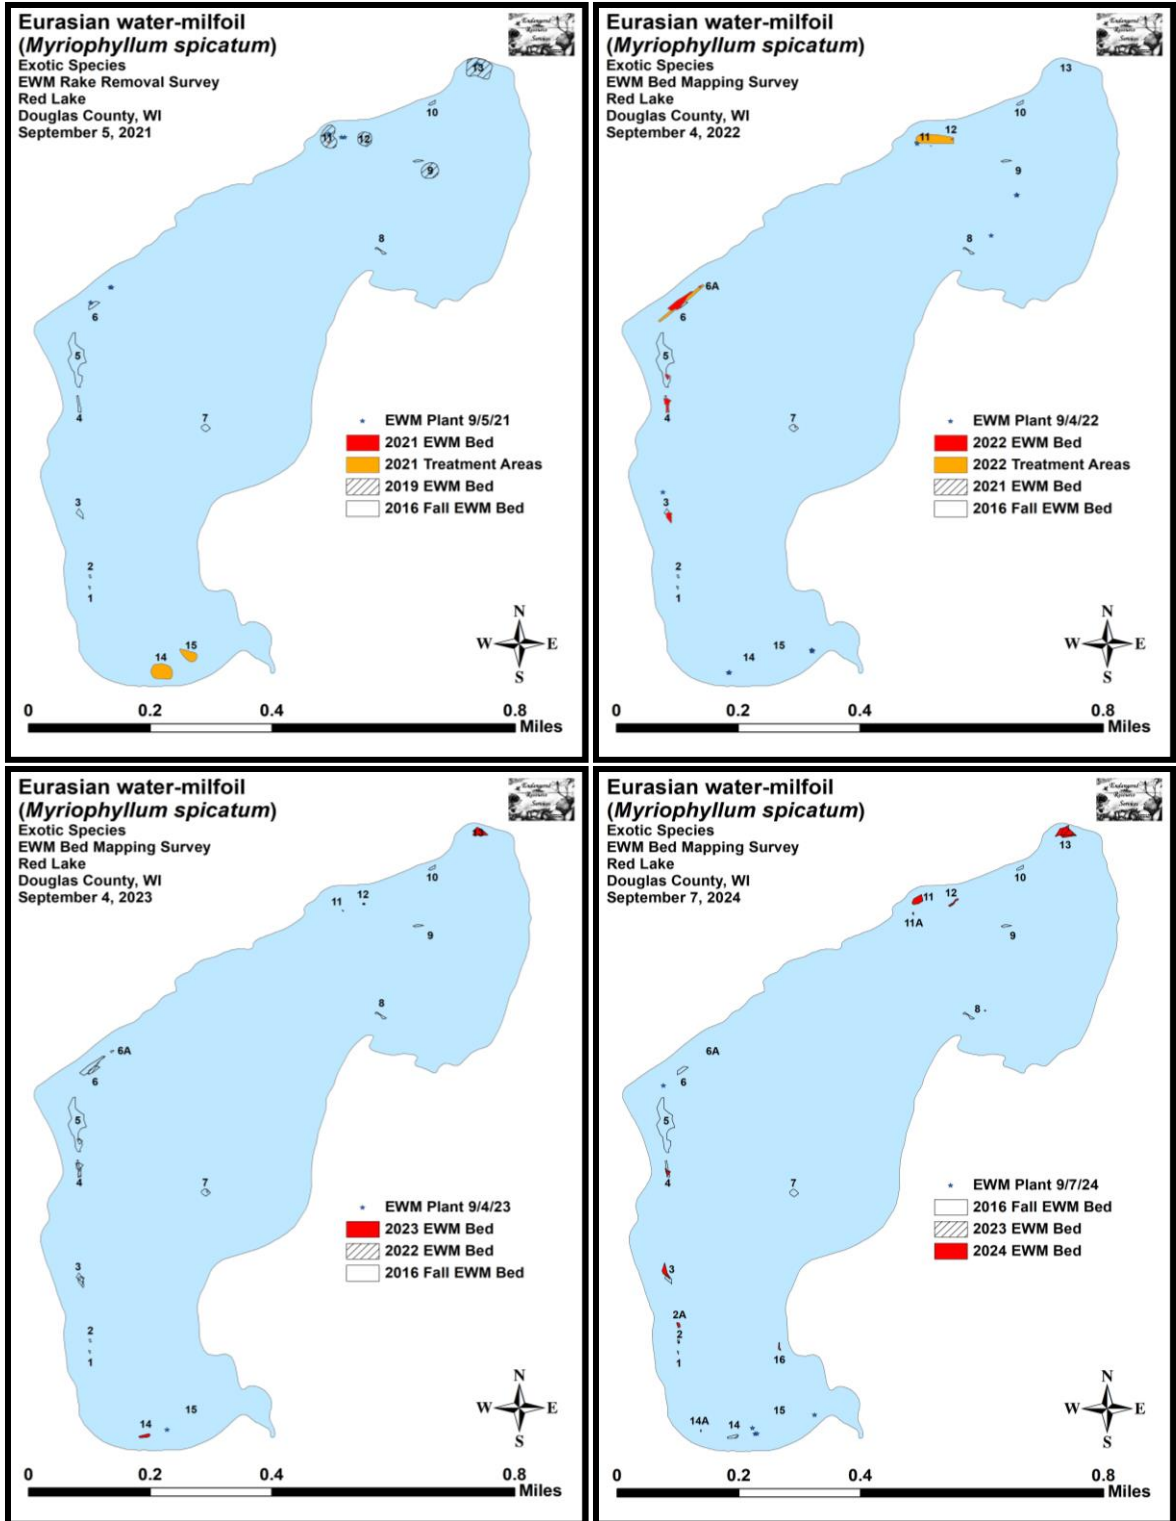 Eurasian water-milfoil
(Myriophyllum spicatum)
Exotic Species
EWM Rake Removal Survey
Red Lake
Douglas County, WI
September 5, 2021
Endangered
Resource
Services
13
10
11
12
9
8
6
5
4
7
3
2
1
14
15
EWM Plant 9/5/21
2021 EWM Bed
2021 Treatment Areas
2019 EWM Bed
2016 Fall EWM Bed
N
W
E
S
0
0.2
0.4
0.8
Miles
Eurasian water-milfoil
(Myriophyllum spicatum)
Exotic Species
EWM Bed Mapping Survey
Red Lake
Douglas County, WI
September 4, 2022
Endangered
Resource
Services
13
10
11
12
9
8
6A
6
5
4
7
3
2
1
14
15
EWM Plant 9/4/22
2022 EWM Bed
2022 Treatment Areas
2021 EWM Bed
2016 Fall EWM Bed
N
W
E
S
0
0.2
0.4
0.8
Miles
Eurasian water-milfoil
(Myriophyllum spicatum)
Exotic Species
EWM Bed Mapping Survey
Red Lake
Douglas County, WI
September 4, 2023
Endangered
Resource
Services
10
11
12
9
8
6A
6
5
4
7
3
2
1
14
15
EWM Plant 9/4/23
2023 EWM Bed
2022 EWM Bed
2016 Fall EWM Bed
N
W
E
S
0
0.2
0.4
0.8
Miles
Eurasian water-milfoil
(Myriophyllum spicatum)
Exotic Species
EWM Bed Mapping Survey
Red Lake
Douglas County, WI
September 7, 2024
Endangered
Resource
Services
13
10
11
12
11A
9
8
6A
6
5
4
7
3
2A
2
1
16
14A
14
15
EWM Plant 9/7/24
2016 Fall EWM Bed
2023 EWM Bed
2024 EWM Bed
N
W
E
S
0
0.2
0.4
0.8
Miles